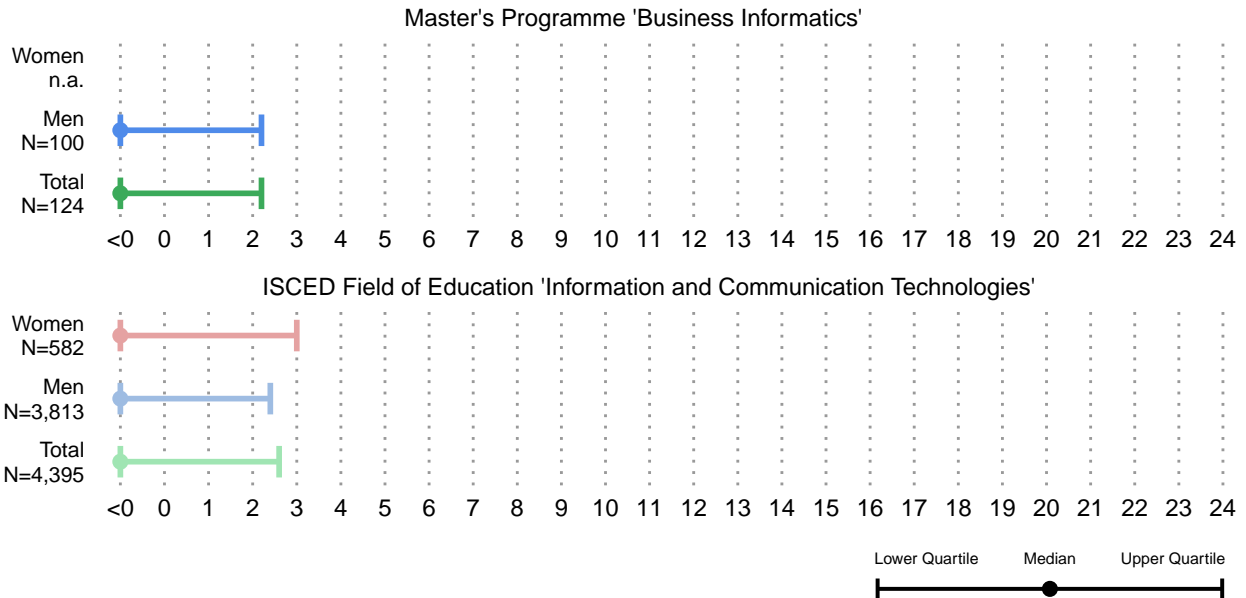 Master's Programme 'Business Informatics'
Women
n.a.
Men
N=100
Total
N=124
<0 0 1 2 3 4 5 6 7 8 9 10 11 12 13 14 15 16 17 18 19 20 21 22 23 24
ISCED Field of Education 'Information and Communication Technologies'
Women
N=582
Men
N=3,813
Total
N=4,395
<0 0 1 2 3 4 5 6 7 8 9 10 11 12 13 14 15 16 17 18 19 20 21 22 23 24
Lower Quartile Median Upper Quartile